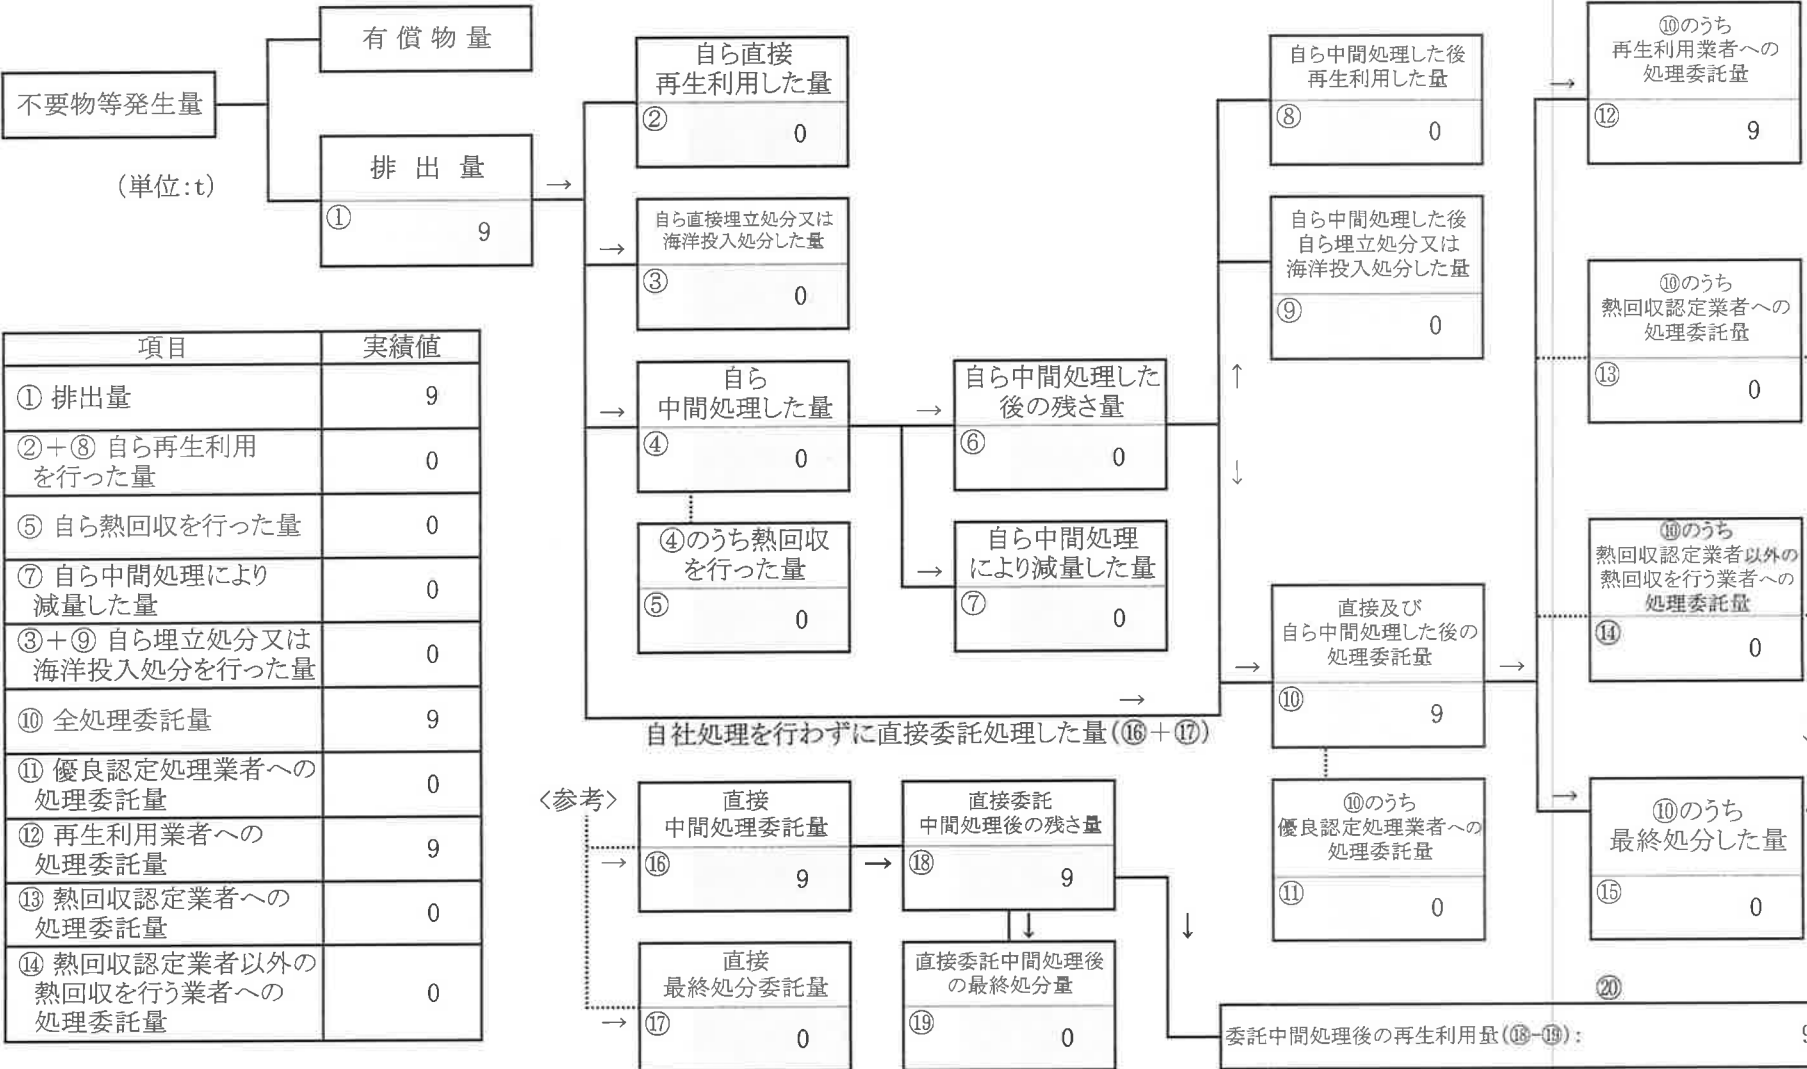 不要物等発生量
(単位:t)
有償物量
排出量
①
9
自ら直接
再生利用した量
②
0
自ら直接埋立処分又は
海洋投入処分した量
③
0
自ら
中間処理した量
④
0
④のうち熱回収
を行った量
⑤
0
自ら中間処理した
後の残さ量
⑥
0
自ら中間処理
により減量した量
⑦
0
自ら中間処理した後
再生利用した量
⑧
0
自ら中間処理した後
自ら埋立処分又は
海洋投入処分した量
⑨
0
直接及び
自ら中間処理した後の
処理委託量
⑩
9
⑩のうち
優良認定処理業者への
処理委託量
⑪
0
⑩のうち
再生利用業者への
処理委託量
⑫
9
⑩のうち
熱回収認定業者への
処理委託量
⑬
0
⑩のうち
熱回収認定業者以外の
熱回収を行う業者への
処理委託量
⑭
0
⑩のうち
最終処分した量
⑮
0
自社処理を行わずに直接委託処理した量(⑯+⑰)
〈参考〉
直接
中間処理委託量
⑯
9
直接
最終処分委託量
⑰
0
直接委託
中間処理後の残さ量
⑱
9
直接委託中間処理後
の最終処分量
⑲
0
⑳
委託中間処理後の再生利用量(⑱-⑲):
項目 実績値
① 排出量 9
②+⑧ 自ら再生利用
を行った量 0
⑤ 自ら熱回収を行った量 0
⑦ 自ら中間処理により
減量した量 0
③+⑨ 自ら埋立処分又は
海洋投入処分を行った量 0
⑩ 全処理委託量 9
⑪ 優良認定処理業者への
処理委託量 0
⑫ 再生利用業者への
処理委託量 9
⑬ 熱回収認定業者への
処理委託量 0
⑭ 熱回収認定業者以外の
熱回収を行う業者への
処理委託量 0